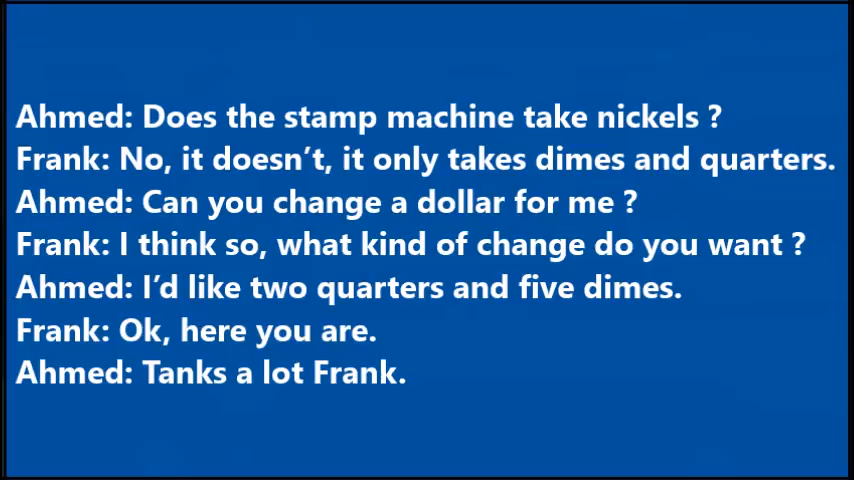 Ahmed: Does the stamp machine take nickels ?
Frank: No, it doesn’t, it only takes dimes and quarters.
Ahmed: Can you change a dollar for me ?
Frank: I think so, what kind of change do you want ?
Ahmed: I’d like two quarters and five dimes.
Frank: Ok, here you are.
Ahmed: Tanks a lot Frank.